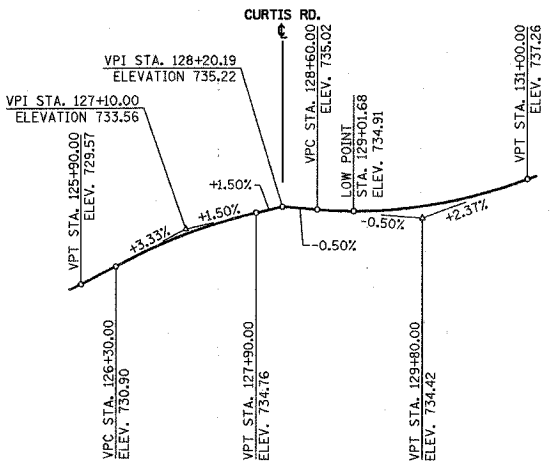 CURTIS RD.
℄
VPI STA. 128+20.19
ELEVATION 735.22
VPI STA. 127+10.00
ELEVATION 733.56
VPT STA. 125+90.00
ELEV. 729.57
VPC STA. 128+60.00
ELEV. 735.02
LOW POINT
STA. 129+01.68
ELEV. 734.91
VPT STA. 131+00.00
ELEV. 737.26
+3.33%
+1.50%
+1.50%
-0.50%
-0.50%
+2.37%
VPC STA. 126+30.00
ELEV. 730.90
VPT STA. 127+90.00
ELEV. 734.76
VPT STA. 129+80.00
ELEV. 734.42